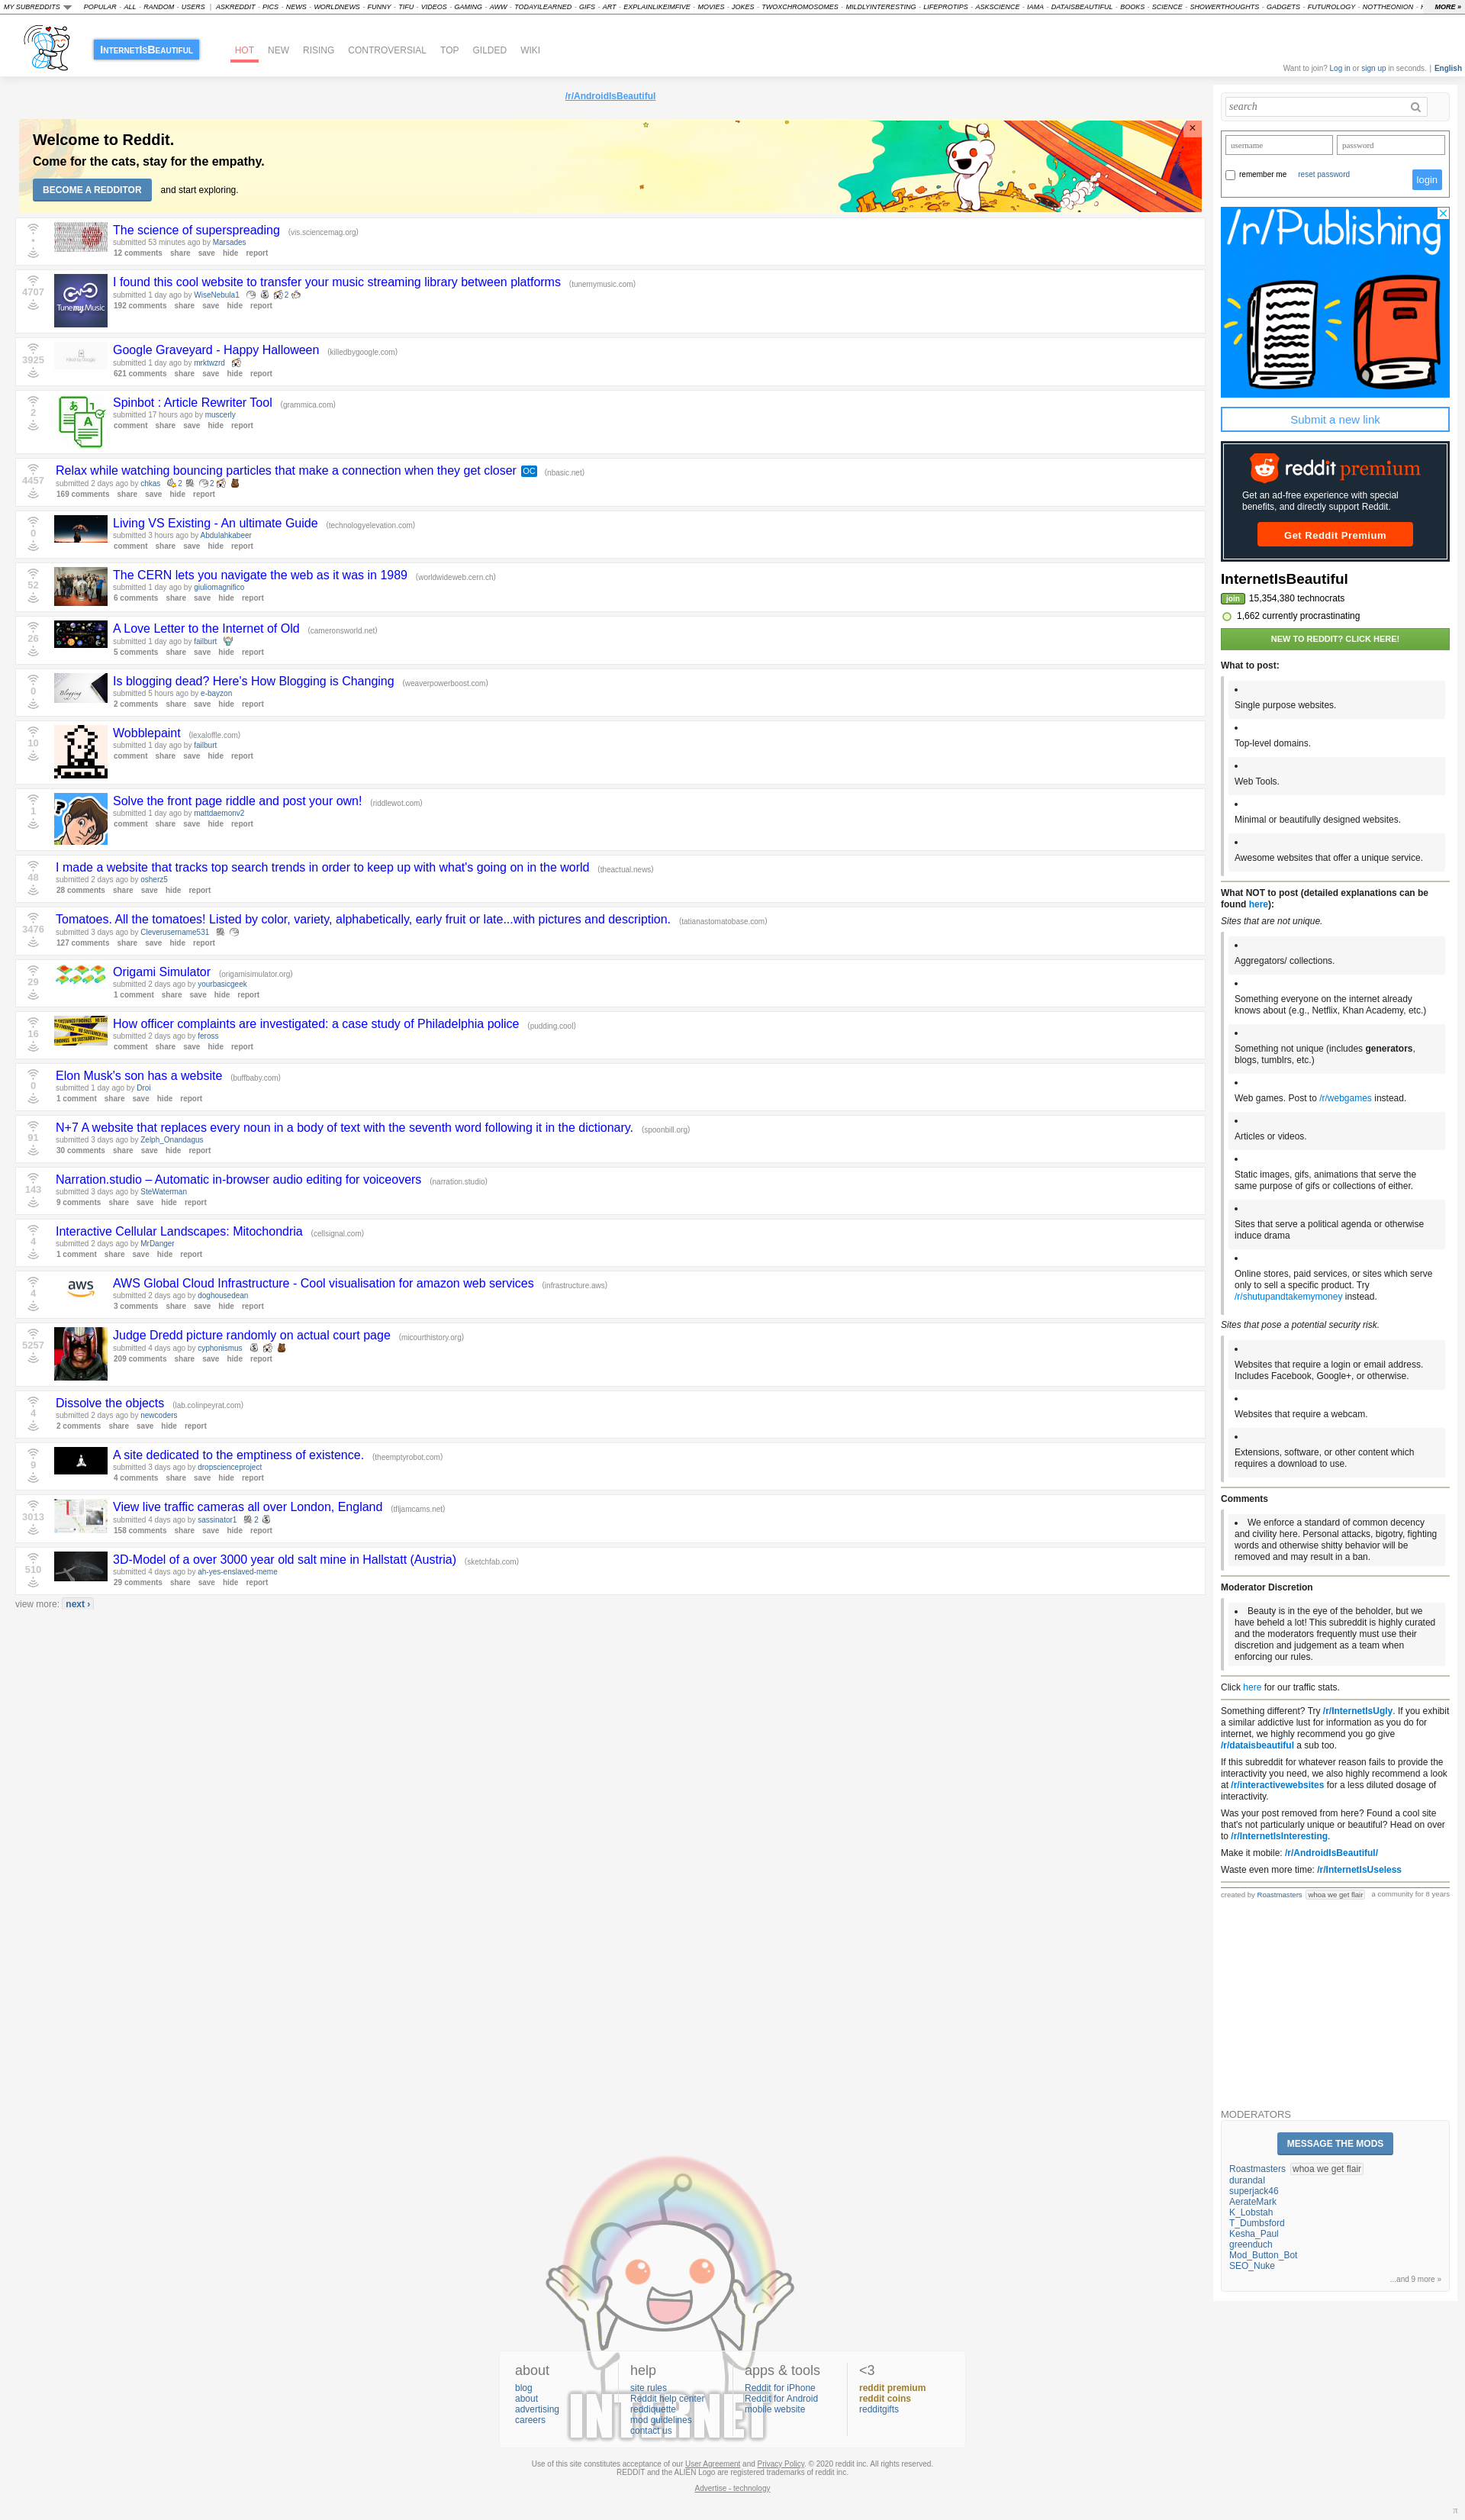 MY SUBREDDITS POPULAR - ALL - RANDOM - USERS | ASKREDDIT - PICS - NEWS - WORLDNEWS - FUNNY - TIFU - VIDEOS - GAMING - AWW - TODAYILEARNED - GIFS - ART - EXPLAINLIKEIMFIVE - MOVIES - JOKES - TWOXCHROMOSOMES - MILDLYINTERESTING - LIFEPROTIPS - ASKSCIENCE - IAMA - DATAISBEAUTIFUL - BOOKS - SCIENCE - SHOWERTHOUGHTS - GADGETS - FUTUROLOGY - NOTTHEONION - MORE »
InternetIsBeautiful HOT NEW RISING CONTROVERSIAL TOP GILDED WIKI
Want to join? Log in or sign up in seconds. | English
/r/AndroidIsBeautiful
Welcome to Reddit.
Come for the cats, stay for the empathy.
BECOME A REDDITOR and start exploring.
The science of superspreading (vis.sciencemag.org)
submitted 53 minutes ago by Marsades
12 comments share save hide report
4707
I found this cool website to transfer your music streaming library between platforms (tunemymusic.com)
submitted 1 day ago by WiseNebula1 2
192 comments share save hide report
TunemyMusic
3925
Google Graveyard - Happy Halloween (killedbygoogle.com)
submitted 1 day ago by mrktwzrd
621 comments share save hide report
2
Spinbot : Article Rewriter Tool (grammica.com)
submitted 17 hours ago by muscerly
comment share save hide report
4457
Relax while watching bouncing particles that make a connection when they get closer OC (nbasic.net)
submitted 2 days ago by chkas 2 2
169 comments share save hide report
0
Living VS Existing - An ultimate Guide (technologyelevation.com)
submitted 3 hours ago by Abdulahkabeer
comment share save hide report
52
The CERN lets you navigate the web as it was in 1989 (worldwideweb.cern.ch)
submitted 1 day ago by giuliomagnifico
6 comments share save hide report
26
A Love Letter to the Internet of Old (cameronsworld.net)
submitted 1 day ago by failburt
5 comments share save hide report
0
Blogging
Is blogging dead? Here's How Blogging is Changing (weaverpowerboost.com)
submitted 5 hours ago by e-bayzon
2 comments share save hide report
10
Wobblepaint (lexaloffle.com)
submitted 1 day ago by failburt
comment share save hide report
1
Solve the front page riddle and post your own! (riddlewot.com)
submitted 1 day ago by mattdaemonv2
comment share save hide report
48
I made a website that tracks top search trends in order to keep up with what's going on in the world (theactual.news)
submitted 2 days ago by osherz5
28 comments share save hide report
3476
Tomatoes. All the tomatoes! Listed by color, variety, alphabetically, early fruit or late...with pictures and description. (tatianastomatobase.com)
submitted 3 days ago by Cleverusername531
127 comments share save hide report
29
Origami Simulator (origamisimulator.org)
submitted 2 days ago by yourbasicgeek
1 comment share save hide report
16
How officer complaints are investigated: a case study of Philadelphia police (pudding.cool)
submitted 2 days ago by feross
comment share save hide report
0
Elon Musk's son has a website (buffbaby.com)
submitted 1 day ago by Droi
1 comment share save hide report
91
N+7 A website that replaces every noun in a body of text with the seventh word following it in the dictionary. (spoonbill.org)
submitted 3 days ago by Zelph_Onandagus
30 comments share save hide report
143
Narration.studio – Automatic in-browser audio editing for voiceovers (narration.studio)
submitted 3 days ago by SteWaterman
9 comments share save hide report
4
Interactive Cellular Landscapes: Mitochondria (cellsignal.com)
submitted 2 days ago by MrDanger
1 comment share save hide report
4
aws
AWS Global Cloud Infrastructure - Cool visualisation for amazon web services (infrastructure.aws)
submitted 2 days ago by doghousedean
3 comments share save hide report
5257
Judge Dredd picture randomly on actual court page (micourthistory.org)
submitted 4 days ago by cyphonismus
209 comments share save hide report
4
Dissolve the objects (lab.colinpeyrat.com)
submitted 2 days ago by newcoders
2 comments share save hide report
9
A site dedicated to the emptiness of existence. (theemptyrobot.com)
submitted 3 days ago by dropscienceproject
4 comments share save hide report
3013
View live traffic cameras all over London, England (tfljamcams.net)
submitted 4 days ago by sassinator1 2
158 comments share save hide report
510
3D-Model of a over 3000 year old salt mine in Hallstatt (Austria) (sketchfab.com)
submitted 4 days ago by ah-yes-enslaved-meme
29 comments share save hide report
view more: next ›
search
username password
remember me reset password login
/r/Publishing
Submit a new link
reddit premium
Get an ad-free experience with special
benefits, and directly support Reddit.
Get Reddit Premium
InternetIsBeautiful
join 15,354,380 technocrats
1,662 currently procrastinating
NEW TO REDDIT? CLICK HERE!
What to post:
Single purpose websites.
Top-level domains.
Web Tools.
Minimal or beautifully designed websites.
Awesome websites that offer a unique service.
What NOT to post (detailed explanations can be
found here):
Sites that are not unique.
Aggregators/ collections.
Something everyone on the internet already
knows about (e.g., Netflix, Khan Academy, etc.)
Something not unique (includes generators,
blogs, tumblrs, etc.)
Web games. Post to /r/webgames instead.
Articles or videos.
Static images, gifs, animations that serve the
same purpose of gifs or collections of either.
Sites that serve a political agenda or otherwise
induce drama
Online stores, paid services, or sites which serve
only to sell a specific product. Try
/r/shutupandtakemymoney instead.
Sites that pose a potential security risk.
Websites that require a login or email address.
Includes Facebook, Google+, or otherwise.
Websites that require a webcam.
Extensions, software, or other content which
requires a download to use.
Comments
We enforce a standard of common decency
and civility here. Personal attacks, bigotry, fighting
words and otherwise shitty behavior will be
removed and may result in a ban.
Moderator Discretion
Beauty is in the eye of the beholder, but we
have beheld a lot! This subreddit is highly curated
and the moderators frequently must use their
discretion and judgement as a team when
enforcing our rules.
Click here for our traffic stats.
Something different? Try /r/InternetIsUgly. If you exhibit
a similar addictive lust for information as you do for
internet, we highly recommend you go give
/r/dataisbeautiful a sub too.
If this subreddit for whatever reason fails to provide the
interactivity you need, we also highly recommend a look
at /r/interactivewebsites for a less diluted dosage of
interactivity.
Was your post removed from here? Found a cool site
that's not particularly unique or beautiful? Head on over
to /r/InternetIsInteresting.
Make it mobile: /r/AndroidIsBeautiful/
Waste even more time: /r/InternetIsUseless
created by Roastmasters whoa we get flair a community for 8 years
MODERATORS
MESSAGE THE MODS
Roastmasters whoa we get flair
durandal
superjack46
AerateMark
K_Lobstah
T_Dumbsford
Kesha_Paul
greenduch
Mod_Button_Bot
SEO_Nuke
...and 9 more »
about
blog
about
advertising
careers
help
site rules
Reddit help center
reddiquette
mod guidelines
contact us
apps & tools
Reddit for iPhone
Reddit for Android
mobile website
<3
reddit premium
reddit coins
redditgifts
INTERNET
Use of this site constitutes acceptance of our User Agreement and Privacy Policy. © 2020 reddit inc. All rights reserved.
REDDIT and the ALIEN Logo are registered trademarks of reddit inc.
Advertise - technology
π